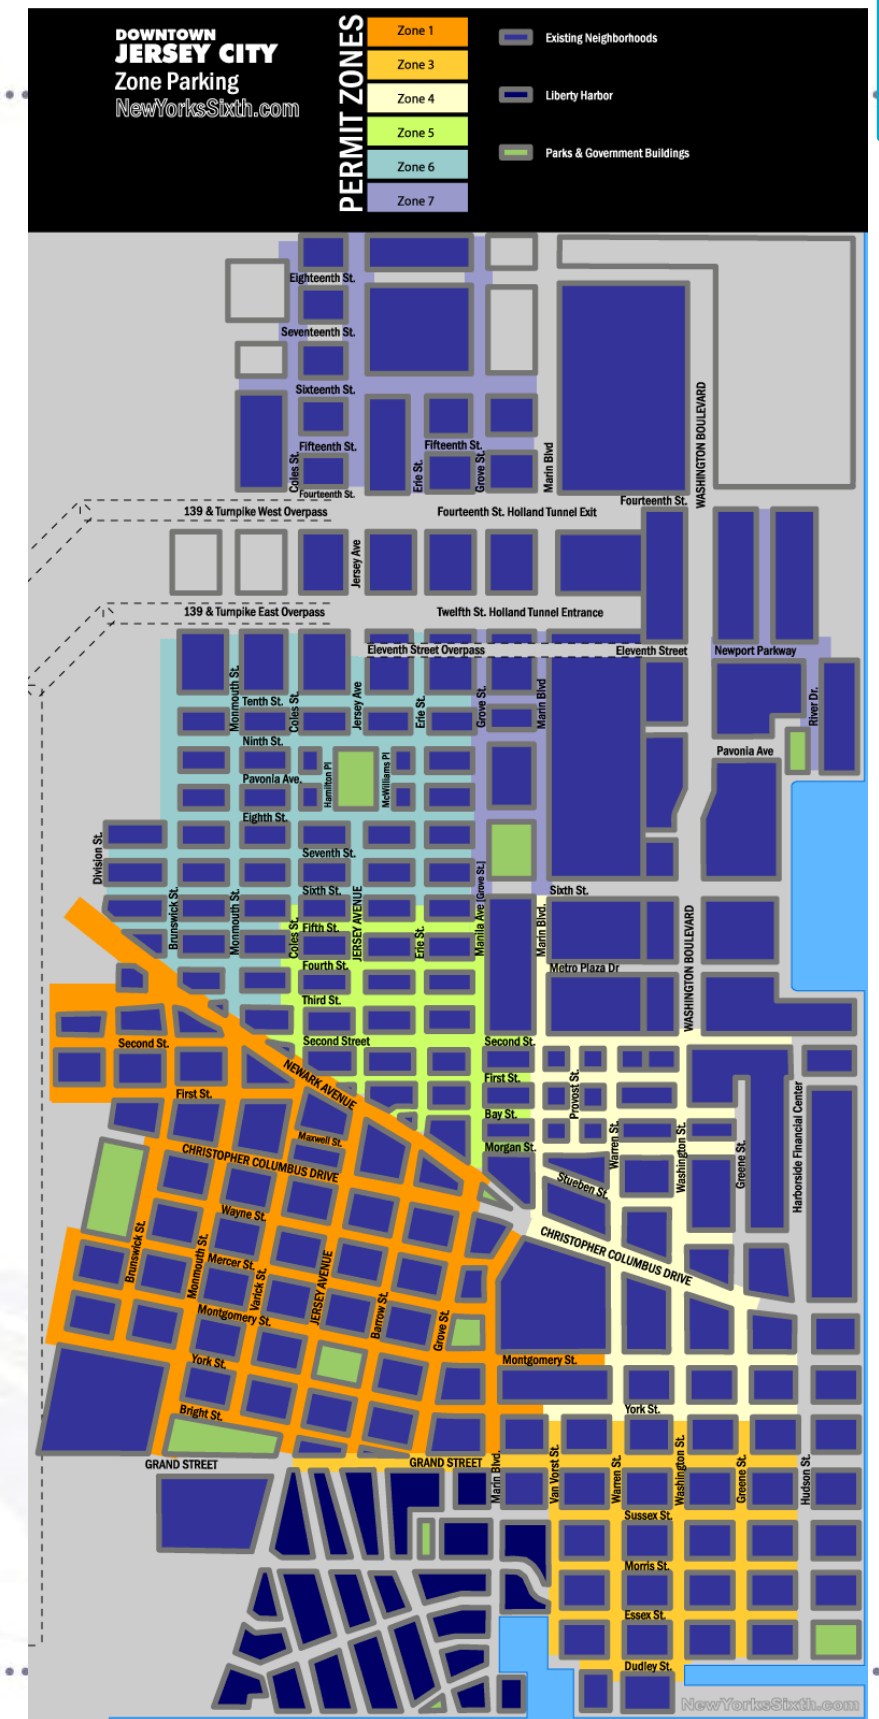 DOWNTOWN
JERSEY CITY
Zone Parking
NewYorksSixth.com
PERMIT ZONES
Zone 1
Zone 3
Zone 4
Zone 5
Zone 6
Zone 7
Existing Neighborhoods
Liberty Harbor
Parks & Government Buildings
Eighteenth St.
Seventeenth St.
Sixteenth St.
Fifteenth St.
Fifteenth St.
Coles St.
Erie St.
Grove St.
Marin Blvd
WASHINGTON BOULEVARD
Fourteenth St.
Fourteenth St.
139 & Turnpike West Overpass
Fourteenth St. Holland Tunnel Exit
Jersey Ave
139 & Turnpike East Overpass
Twelfth St. Holland Tunnel Entrance
Eleventh Street Overpass
Eleventh Street
Newport Parkway
Monmouth St.
Tenth St.
Coles St.
Jersey Ave
Erie St.
Grove St.
Marin Blvd
River Dr.
Ninth St.
Pavonia Ave
Pavonia Ave.
Hamilton Pl
McWilliams Pl
Eighth St.
Division St.
Seventh St.
Sixth St.
Sixth St.
Brunswick St.
Monmouth St.
Coles St.
JERSEY AVENUE
Erie St.
Manila Ave (Grove St.)
Marin Blvd.
WASHINGTON BOULEVARD
Fifth St.
Fourth St.
Metro Plaza Dr
Third St.
Second St.
Second Street
Second St.
NEWARK AVENUE
First St.
First St.
Provost St.
Harborside Financial Center
Bay St.
Maxwell St.
Morgan St.
Warren St.
Washington St.
Greene St.
CHRISTOPHER COLUMBUS DRIVE
Stueben St.
Wayne St.
CHRISTOPHER COLUMBUS DRIVE
Brunswick St.
Monmouth St.
Mercer St.
Varick St.
JERSEY AVENUE
Barrow St.
Grove St.
Montgomery St.
Montgomery St.
York St.
York St.
Bright St.
GRAND STREET
GRAND STREET
Marin Blvd.
Van Vorst St.
Warren St.
Washington St.
Greene St.
Hudson St.
Sussex St.
Morris St.
Essex St.
Dudley St.
NewYorksSixth.com